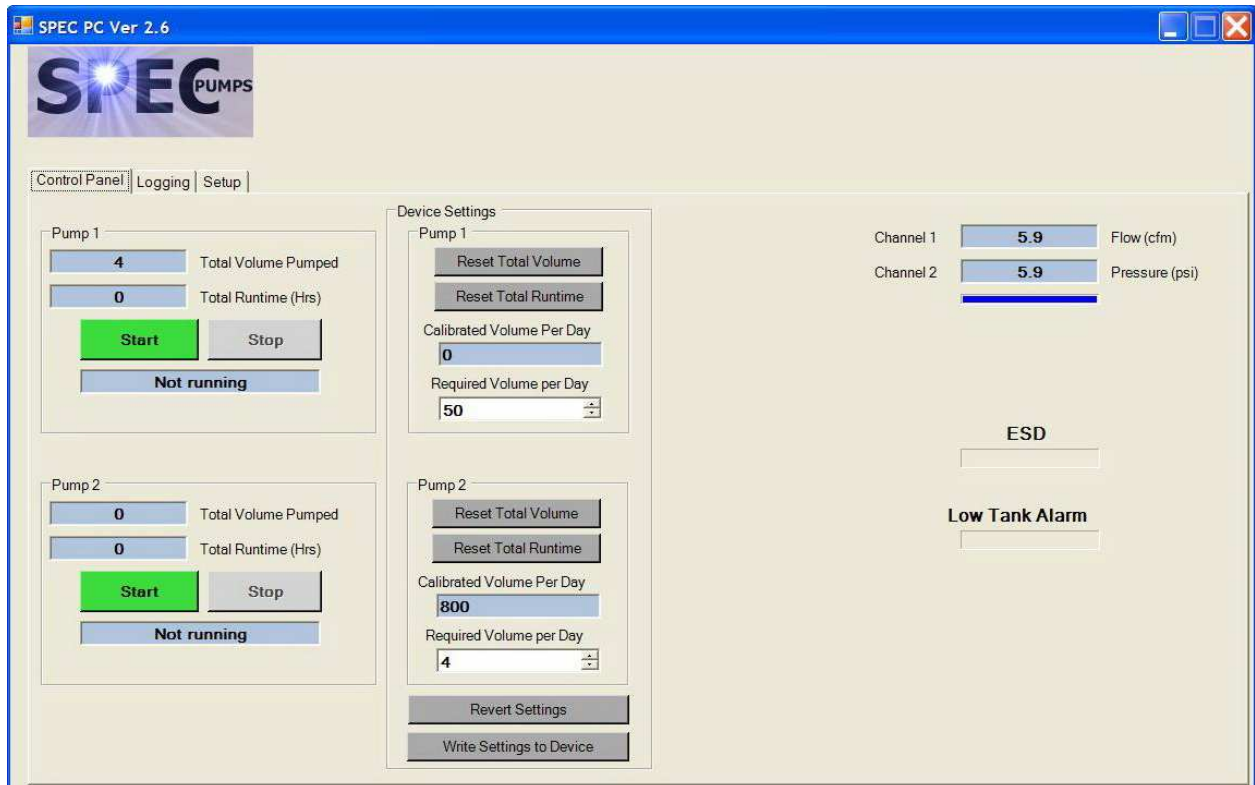 SPEC PC Ver 2.6
SPEC PUMPS
Control Panel Logging Setup
Pump 1
4 Total Volume Pumped
0 Total Runtime (Hrs)
Start Stop
Not running
Pump 2
0 Total Volume Pumped
0 Total Runtime (Hrs)
Start Stop
Not running
Device Settings
Pump 1
Reset Total Volume
Reset Total Runtime
Calibrated Volume Per Day
0
Required Volume per Day
50
Pump 2
Reset Total Volume
Reset Total Runtime
Calibrated Volume Per Day
800
Required Volume per Day
4
Revert Settings
Write Settings to Device
Channel 1 5.9 Flow (cfm)
Channel 2 5.9 Pressure (psi)
ESD
Low Tank Alarm